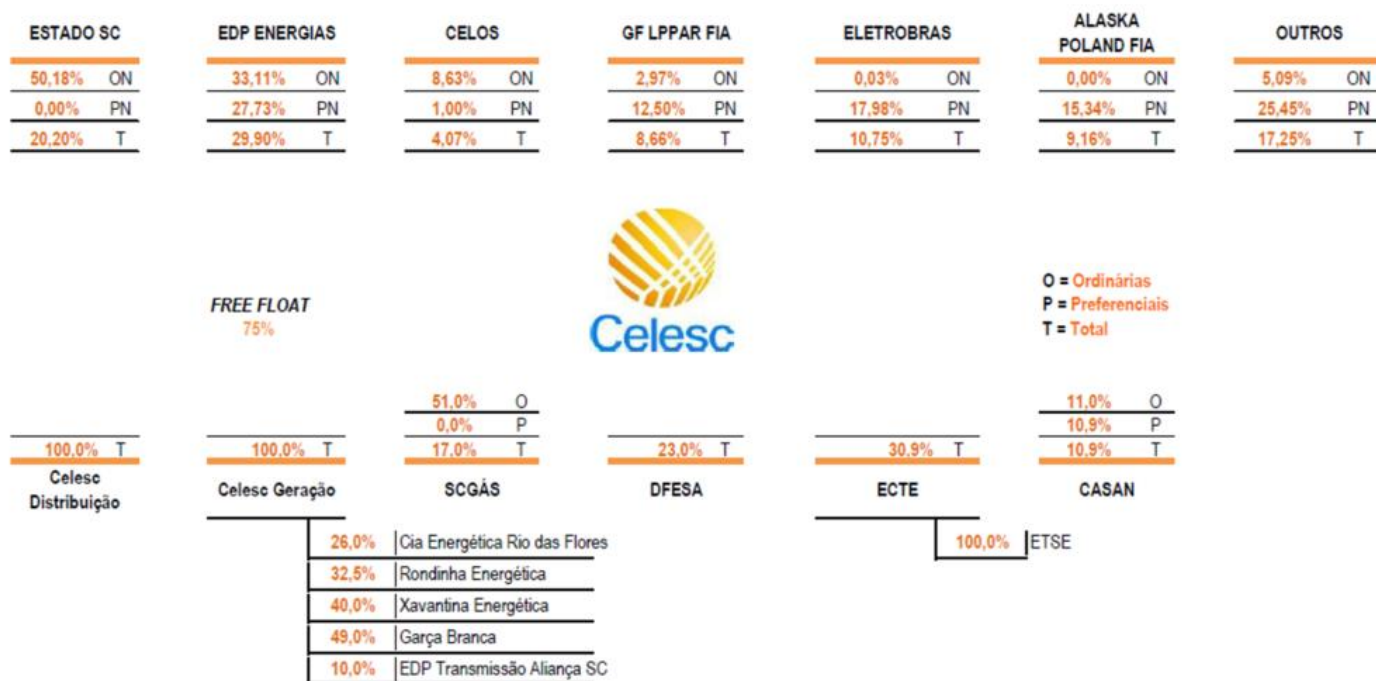 ESTADO SC EDP ENERGIAS CELOS GF LPPAR FIA ELETROBRAS ALASKA POLAND FIA OUTROS
50,18% ON 33,11% ON 8,63% ON 2,97% ON 0,03% ON 0,00% ON 5,09% ON
0,00% PN 27,73% PN 1,00% PN 12,50% PN 17,98% PN 15,34% PN 25,45% PN
20,20% T 29,90% T 4,07% T 8,66% T 10,75% T 9,16% T 17,25% T
FREE FLOAT
75%
Celesc
O = Ordinárias
P = Preferenciais
T = Total
51,0% O 11,0% O
0,0% P 10,9% P
100,0% T 100,0% T 17,0% T 23,0% T 30,9% T 10,9% T
Celesc Distribuição Celesc Geração SCGÁS DFESA ECTE CASAN
26,0% Cia Energética Rio das Flores 100,0% ETSE
32,5% Rondinha Energética
40,0% Xavantina Energética
49,0% Garça Branca
10,0% EDP Transmissão Aliança SC